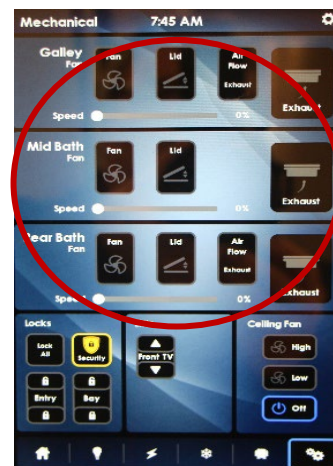 Mechanical 7:45 AM
Galley
Fan
Fan
Lid
Air
Flow
Exhaust
Exhaust
Speed 0%
Mid Bath
Fan
Fan
Lid
Exhaust
Speed 0%
Rear Bath
Fan
Fan
Lid
Air
Flow
Exhaust
Exhaust
Speed 0%
Locks
Lock
All
Security
Entry
Bay
Front TV
Ceiling Fan
High
Low
Off